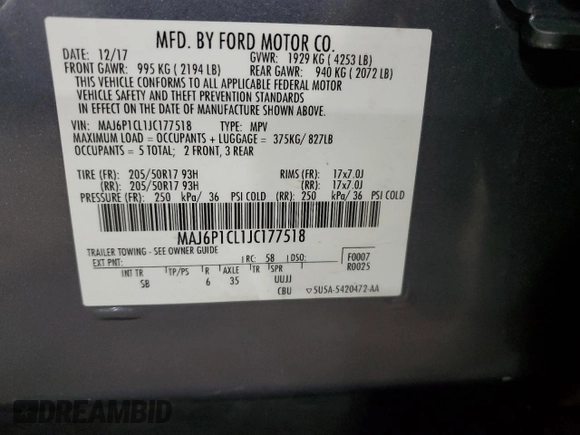 MFD. BY FORD MOTOR CO.
DATE: 12/17 GVWR: 1929 KG ( 4253 LB)
FRONT GAWR: 995 KG ( 2194 LB) REAR GAWR: 940 KG ( 2072 LB)
THIS VEHICLE CONFORMS TO ALL APPLICABLE FEDERAL MOTOR
VEHICLE SAFETY AND THEFT PREVENTION STANDARDS
IN EFFECT ON THE DATE OF MANUFACTURE SHOWN ABOVE.
VIN: MAJ6P1CL1JC177518 TYPE: MPV
MAXIMUM LOAD = OCCUPANTS + LUGGAGE = 375KG/ 827LB
OCCUPANTS = 5 TOTAL; 2 FRONT, 3 REAR
TIRE (FR): 205/50R17 93H RIMS (FR): 17x7.0J
(RR): 205/50R17 93H (RR): 17x7.0J
PRESSURE (FR): 250 kPa/ 36 PSI COLD (RR): 250 kPa/ 36 PSI COLD
MAJ6P1CL1JC177518
TRAILER TOWING - SEE OWNER GUIDE
EXT PNT: RC: 58 DSO: F0007
R0025
INT TR TP/PS R AXLE TR SPR
SB 6 35 UUJJ
CBU 5U5A-5420472-AA
DREAMBID